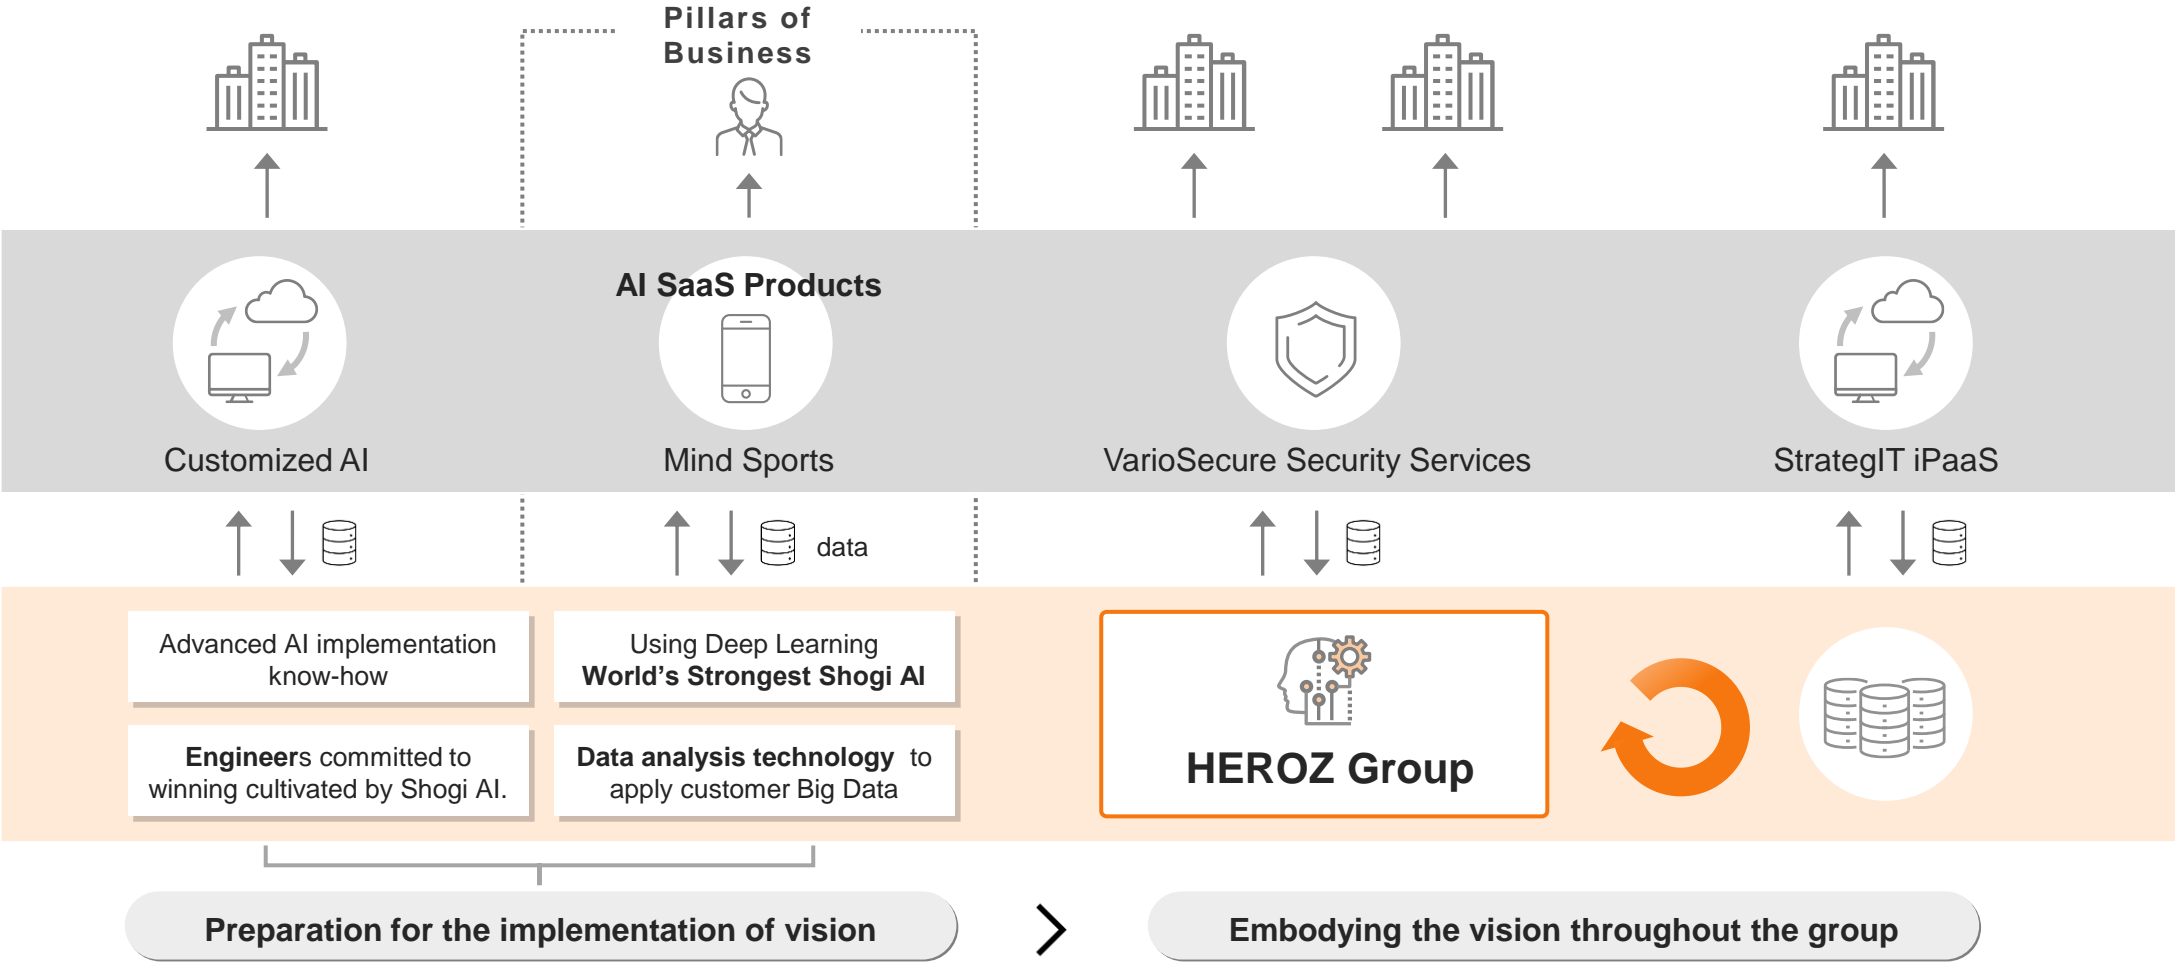 Pillars of
Business
AI SaaS Products
Customized AI
Mind Sports
VarioSecure Security Services
StrategIT iPaaS
data
Advanced AI implementation
know-how
Using Deep Learning
World's Strongest Shogi AI
Engineers committed to
winning cultivated by Shogi AI.
Data analysis technology to
apply customer Big Data
HEROZ Group
Preparation for the implementation of vision
Embodying the vision throughout the group